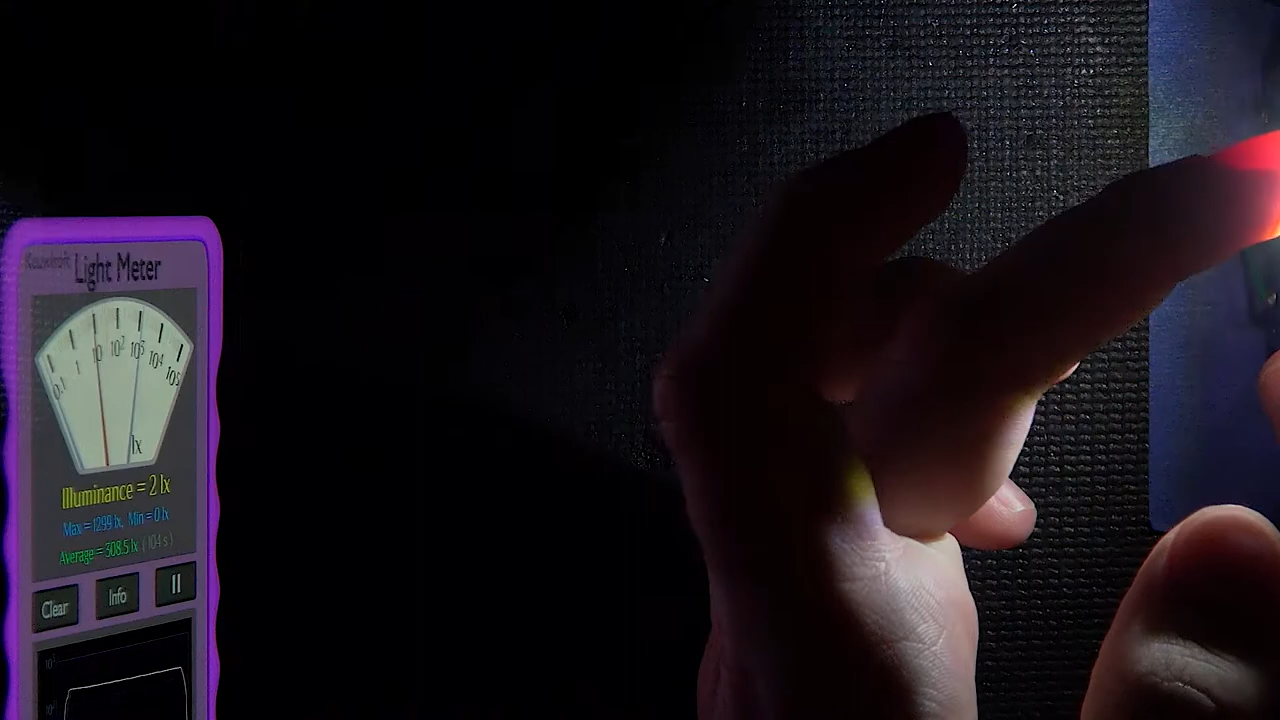 Light Meter
0.1 1 10 10² 10³ 10⁴ 10⁵
lx
Illuminance = 2 lx
Max = 1299 lx, Min = 0 lx
Average = 308.5 lx (104 s)
Clear Info